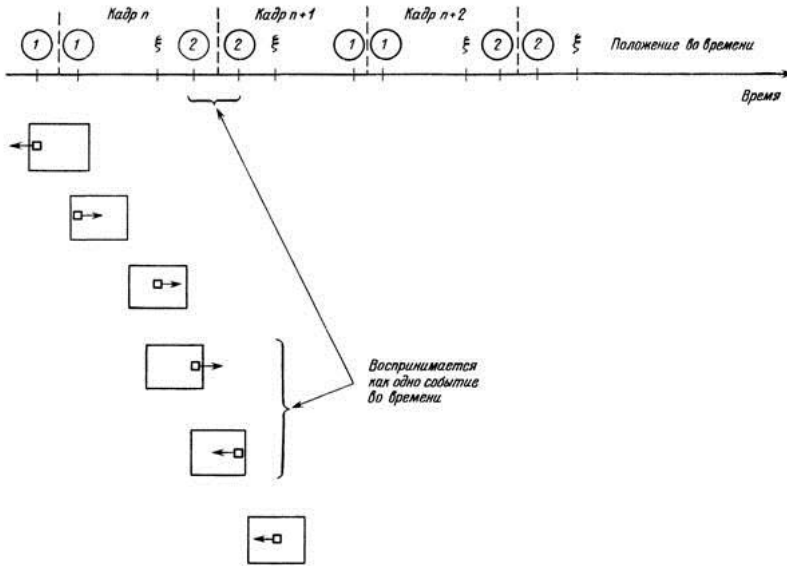 Кадр n Кадр n+1 Кадр n+2
1 1 ξ 2 2 ξ 1 1 ξ 2 2 ξ Положение во времени
Время
Воспринимается
как одно событие
во времени